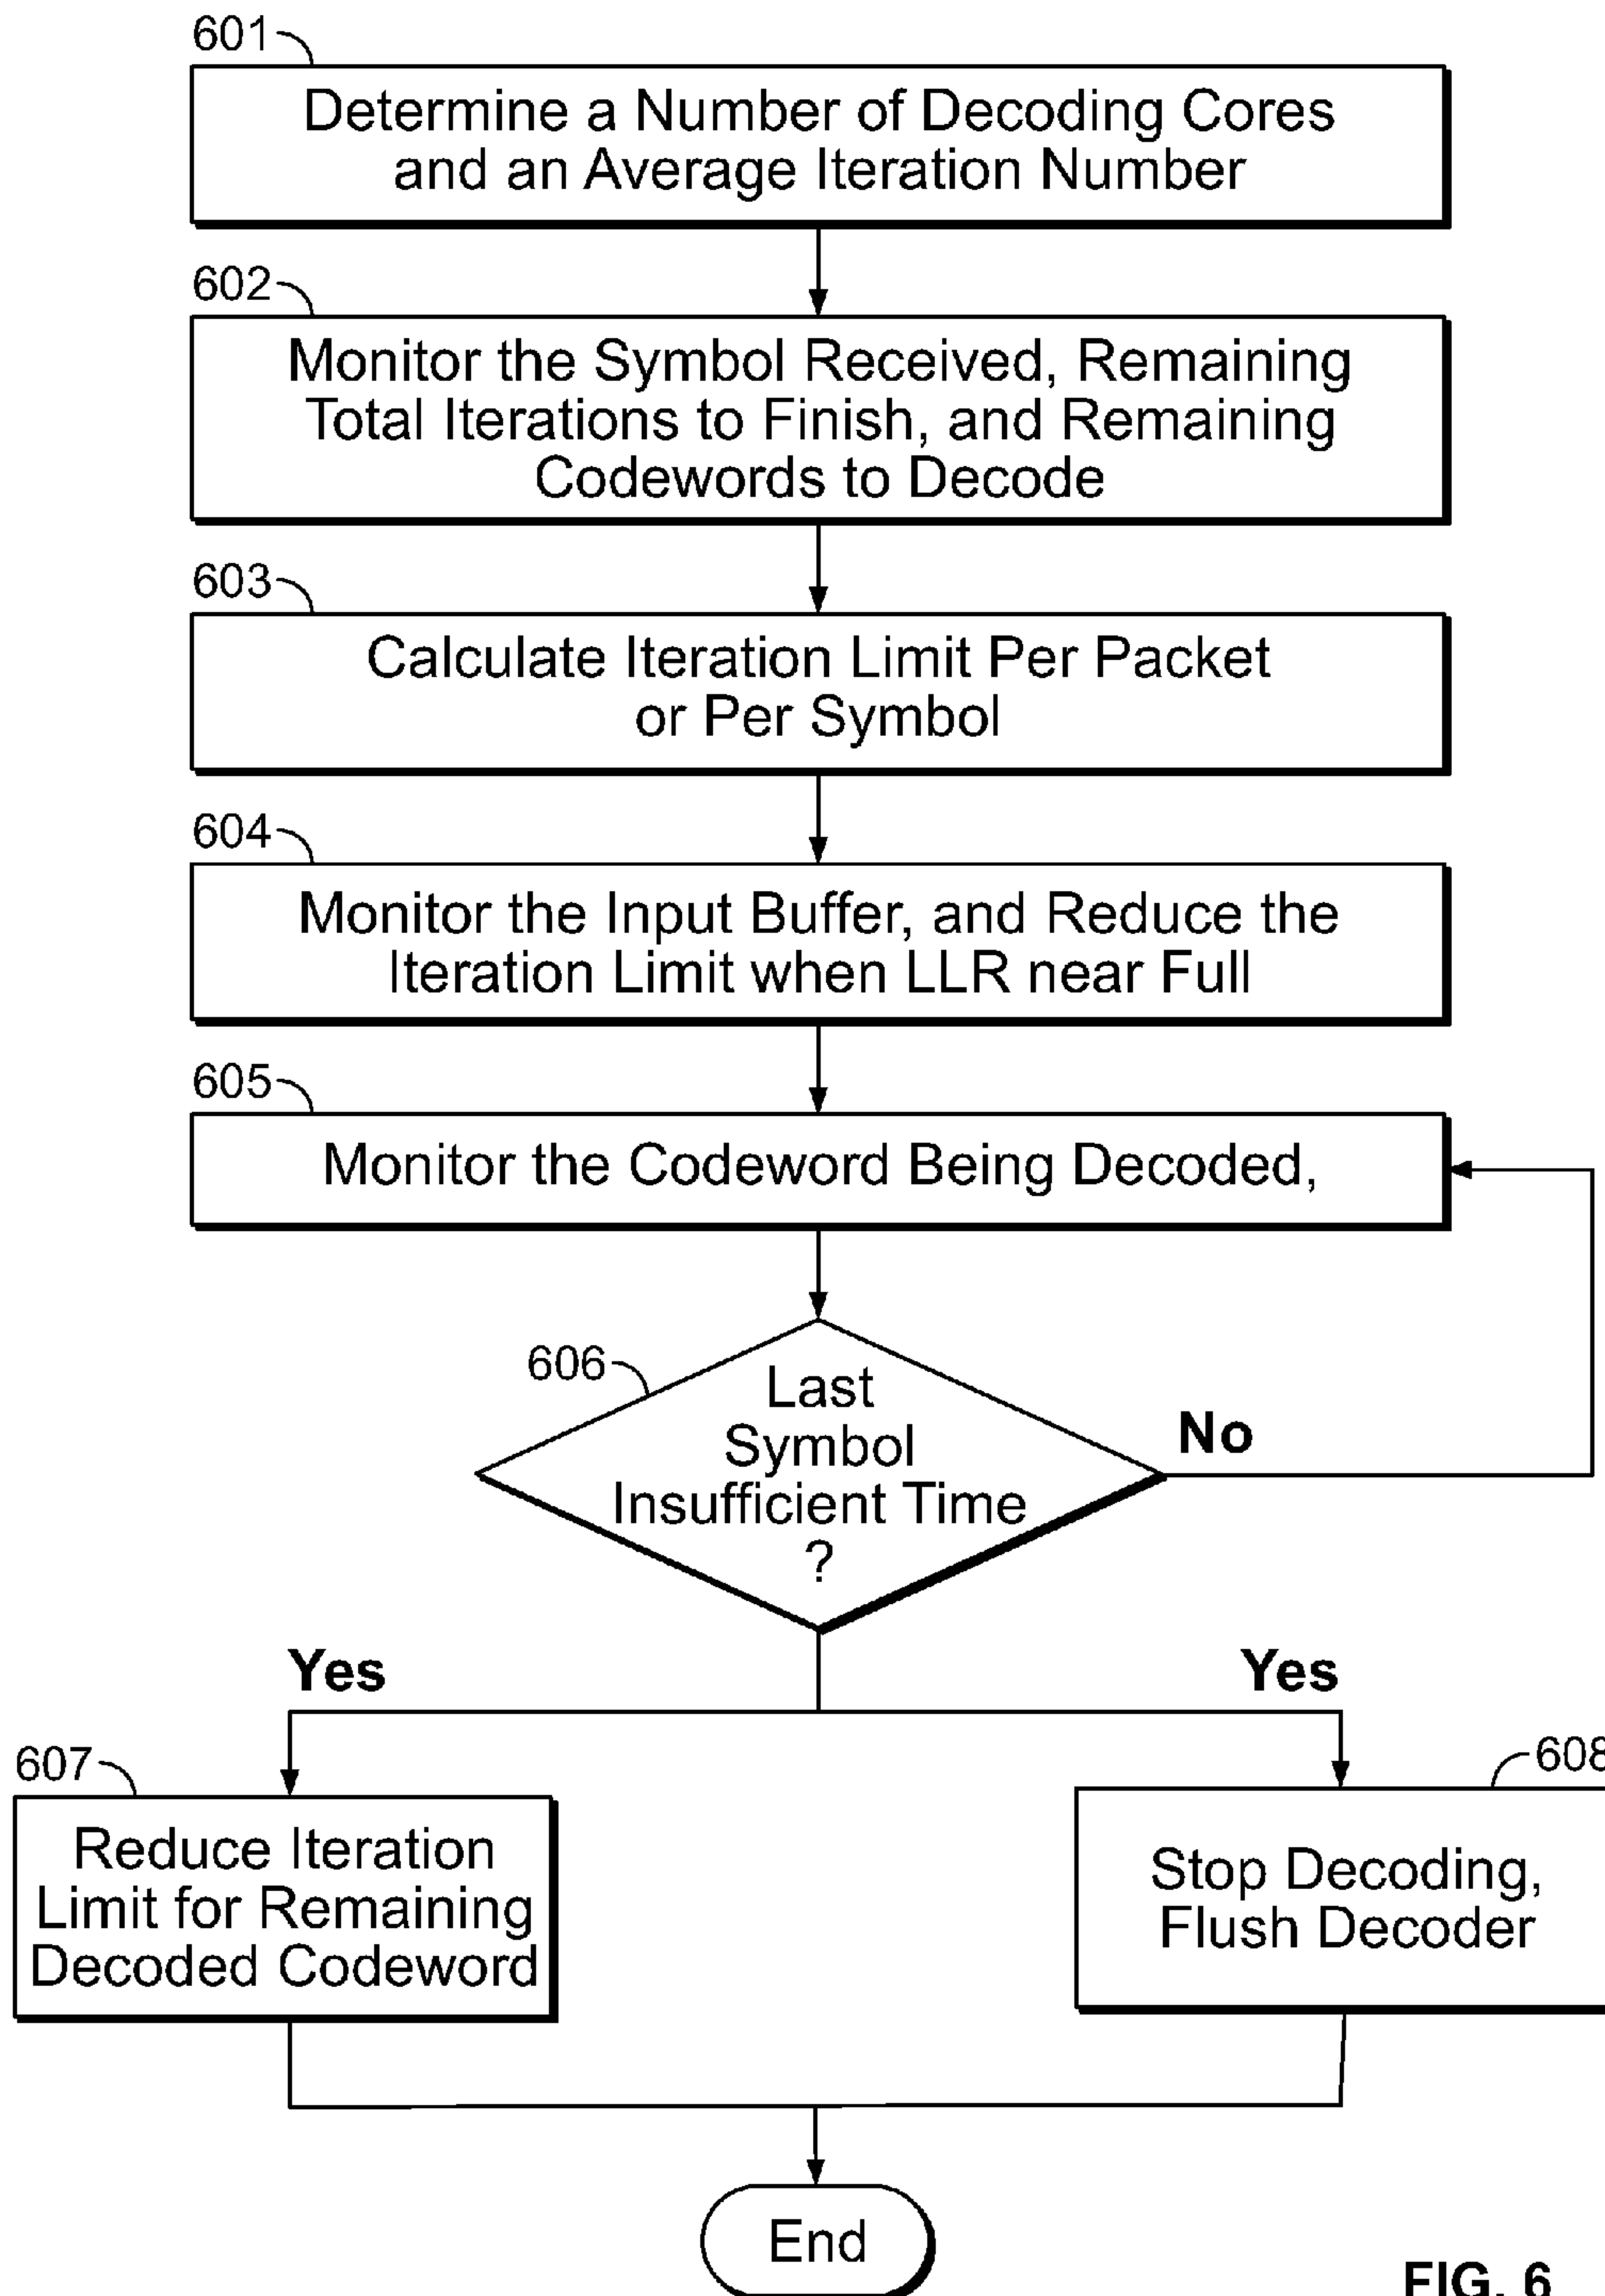 601
Determine a Number of Decoding Cores
and an Average Iteration Number
602
Monitor the Symbol Received, Remaining
Total Iterations to Finish, and Remaining
Codewords to Decode
603
Calculate Iteration Limit Per Packet
or Per Symbol
604
Monitor the Input Buffer, and Reduce the
Iteration Limit when LLR near Full
605
Monitor the Codeword Being Decoded,
606
Last
Symbol
Insufficient Time
?
No
Yes
Yes
607
Reduce Iteration
Limit for Remaining
Decoded Codeword
608
Stop Decoding,
Flush Decoder
End
FIG. 6